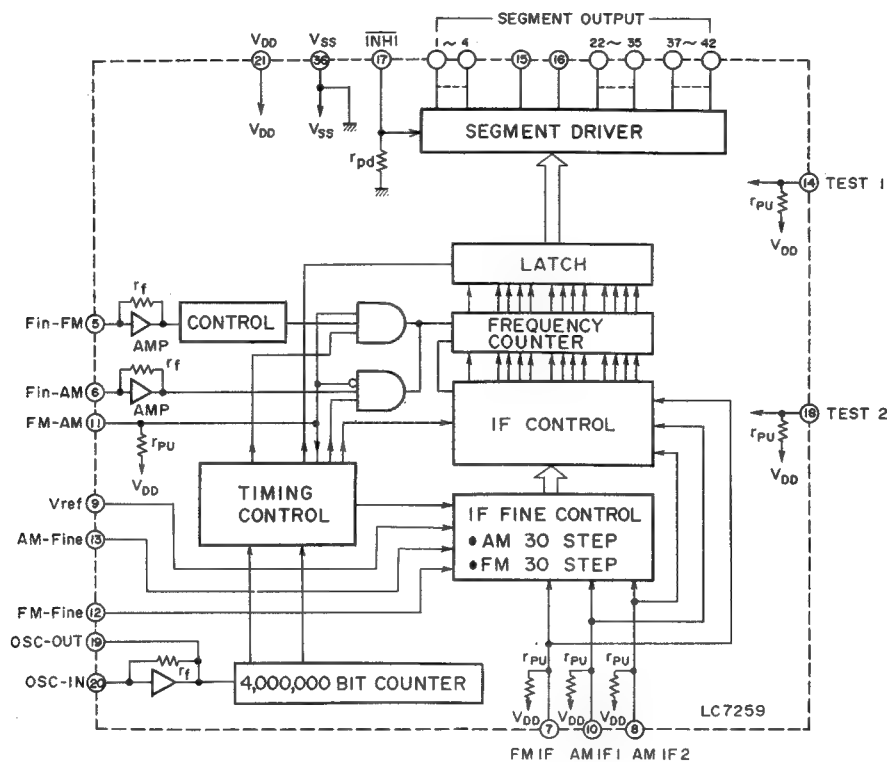 SEGMENT OUTPUT
VDD VSS INHI 1~4 22~35 37~42
21 36 17 15 16
VDD VSS
SEGMENT DRIVER
rpd
14 TEST 1
rPU
VDD
LATCH
rf
Fin-FM 5 CONTROL
AMP
FREQUENCY COUNTER
rf
Fin-AM 6
AMP
FM-AM 11
rPU
VDD
IF CONTROL
18 TEST 2
rPU
VDD
Vref 9
TIMING CONTROL
AM-Fine 13
IF FINE CONTROL
• AM 30 STEP
• FM 30 STEP
FM-Fine 12
OSC-OUT 19
rf
OSC-IN 20
4,000,000 BIT COUNTER
rPU rPU rPU
VDD VDD VDD
LC7259
7 10 8
FM IF AM IF1 AM IF2